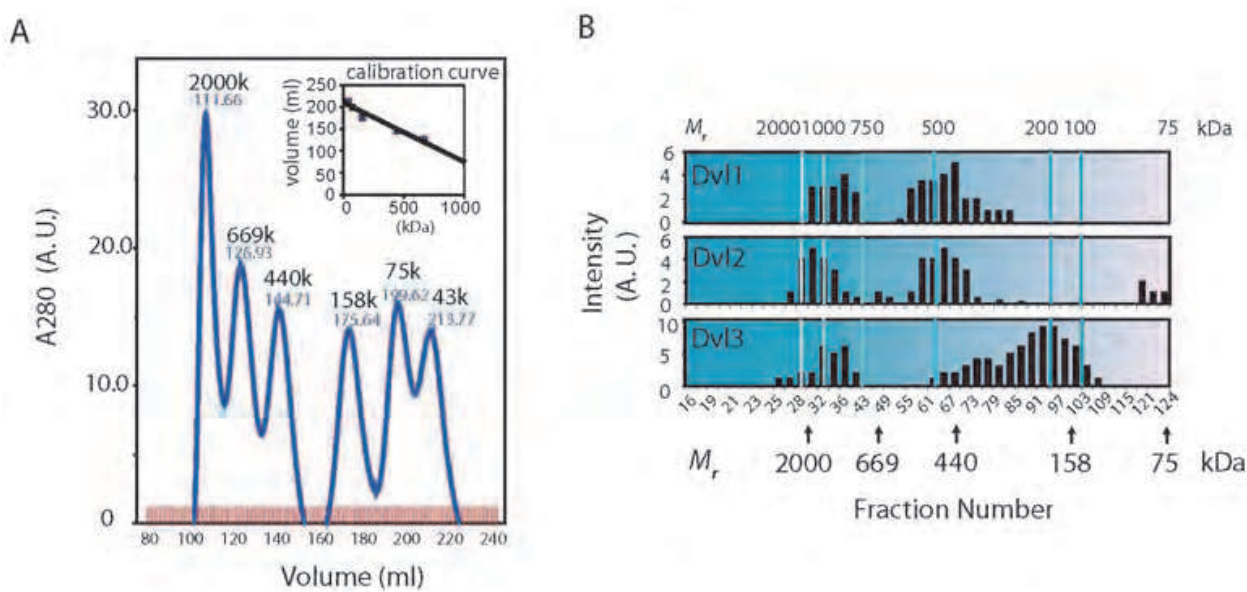 A
B
30.0
20.0
10.0
0
A280 (A. U.)
2000k
111.66
669k
126.93
440k
144.71
158k
175.64
75k
199.62
43k
213.77
calibration curve
volume (ml)
250
200
150
100
50
0
0 500 1000
(kDa)
80 100 120 140 160 180 200 220 240
Volume (ml)
Mr 2000 1000 750 500 200 100 75 kDa
6
4
2
0
Dvl1
6
4
2
0
Dvl2
10
5
0
Dvl3
Intensity
(A. U.)
16 19 21 23 25 28 32 36 43 49 55 61 67 73 79 85 91 97 103 109 115 121 124
Mr 2000 669 440 158 75 kDa
Fraction Number